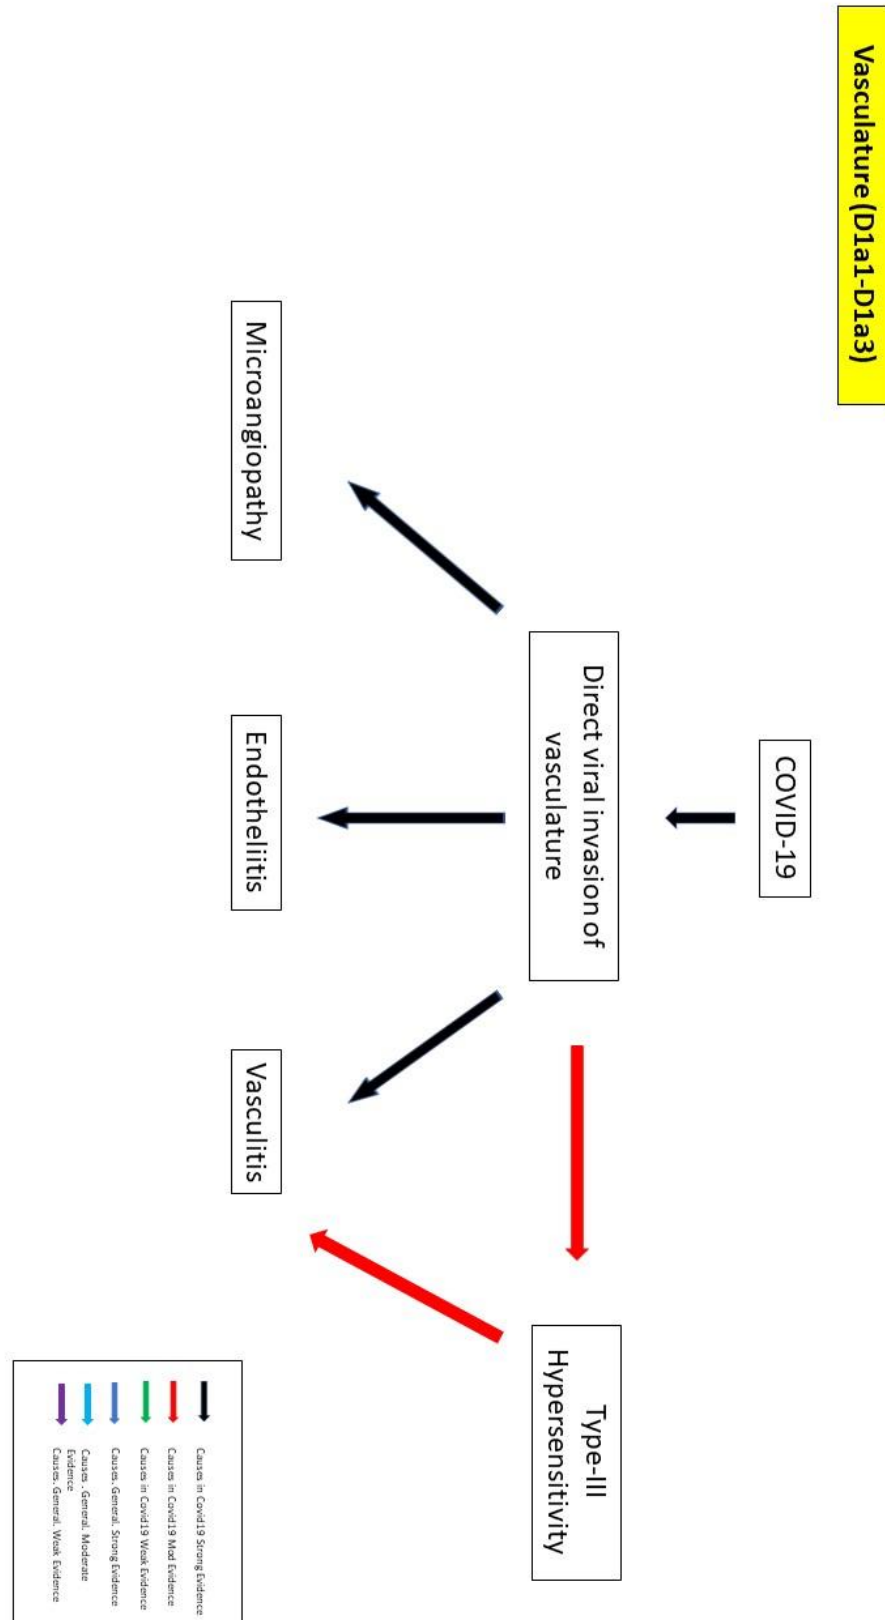 Vasculature (D1a1-D1a3)
COVID-19
Direct viral invasion of
vasculature
Type-III
Hypersensitivity
Microangiopathy
Endotheliitis
Vasculitis
Causes in Covid19 Strong Evidence
Causes in Covid19 Mod Evidence
Causes in Covid19 Weak Evidence
Causes. General. Strong Evidence
Causes . General. Moderate
Evidence
Causes. General. Weak Evidence